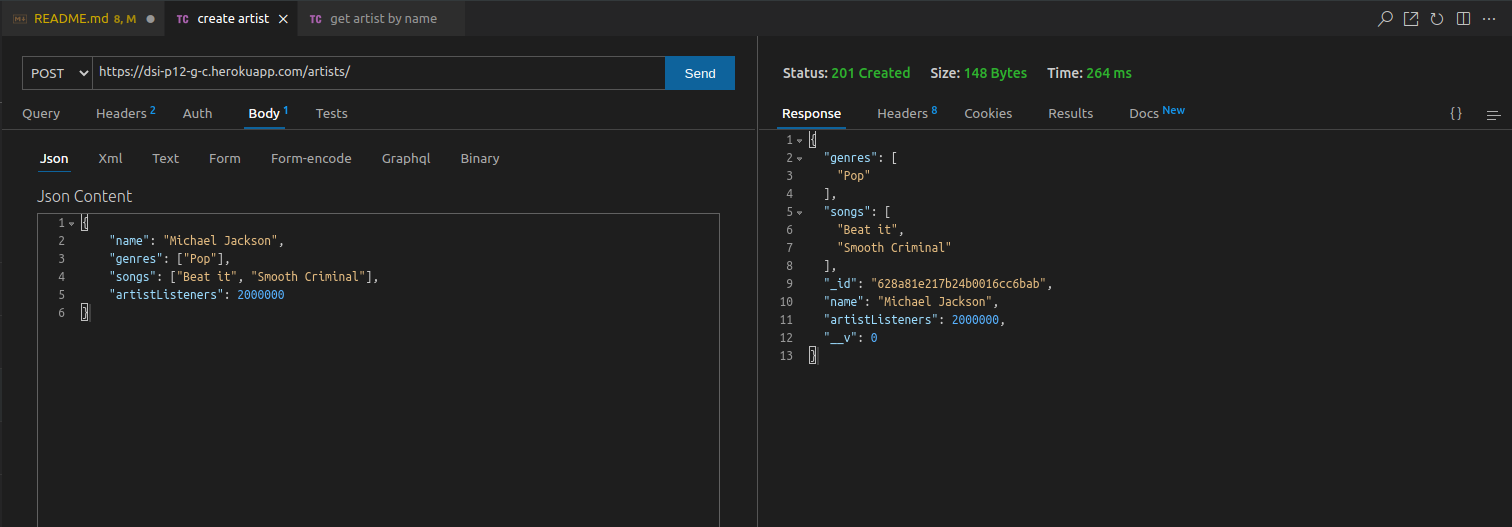 README.md 8, M
TC create artist
TC get artist by name
POST https://dsi-p12-g-c.herokuapp.com/artists/ Send
Query Headers 2 Auth Body 1 Tests
Json Xml Text Form Form-encode Graphql Binary
Json Content
1 {
2 "name": "Michael Jackson",
3 "genres": ["Pop"],
4 "songs": ["Beat it", "Smooth Criminal"],
5 "artistListeners": 2000000
6 }
Status: 201 Created Size: 148 Bytes Time: 264 ms
Response Headers 8 Cookies Results Docs New {}
1 {
2 "genres": [
3 "Pop"
4 ],
5 "songs": [
6 "Beat it",
7 "Smooth Criminal"
8 ],
9 "_id": "628a81e217b24b0016cc6bab",
10 "name": "Michael Jackson",
11 "artistListeners": 2000000,
12 "__v": 0
13 }